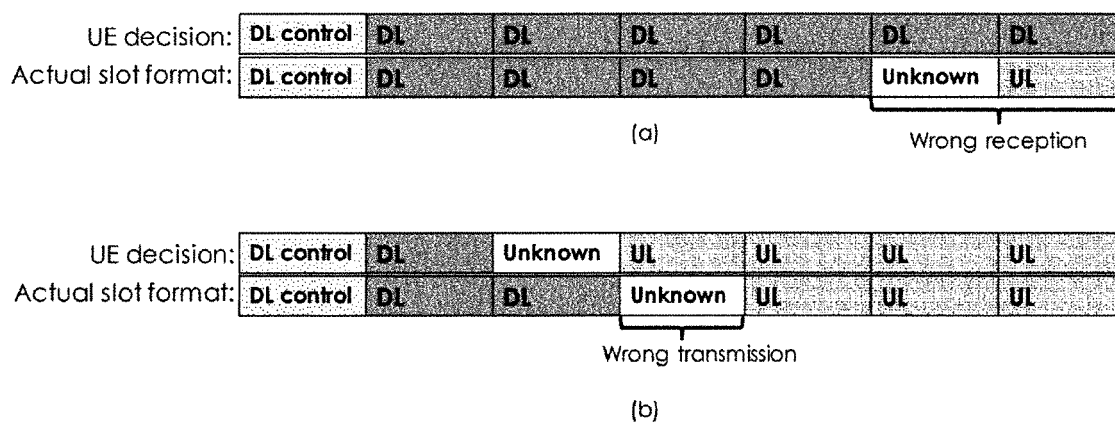 UE decision: DL control DL DL DL DL DL DL
Actual slot format: DL control DL DL DL DL Unknown UL
(a)
Wrong reception
UE decision: DL control DL Unknown UL UL UL UL
Actual slot format: DL control DL DL Unknown UL UL UL
Wrong transmission
(b)